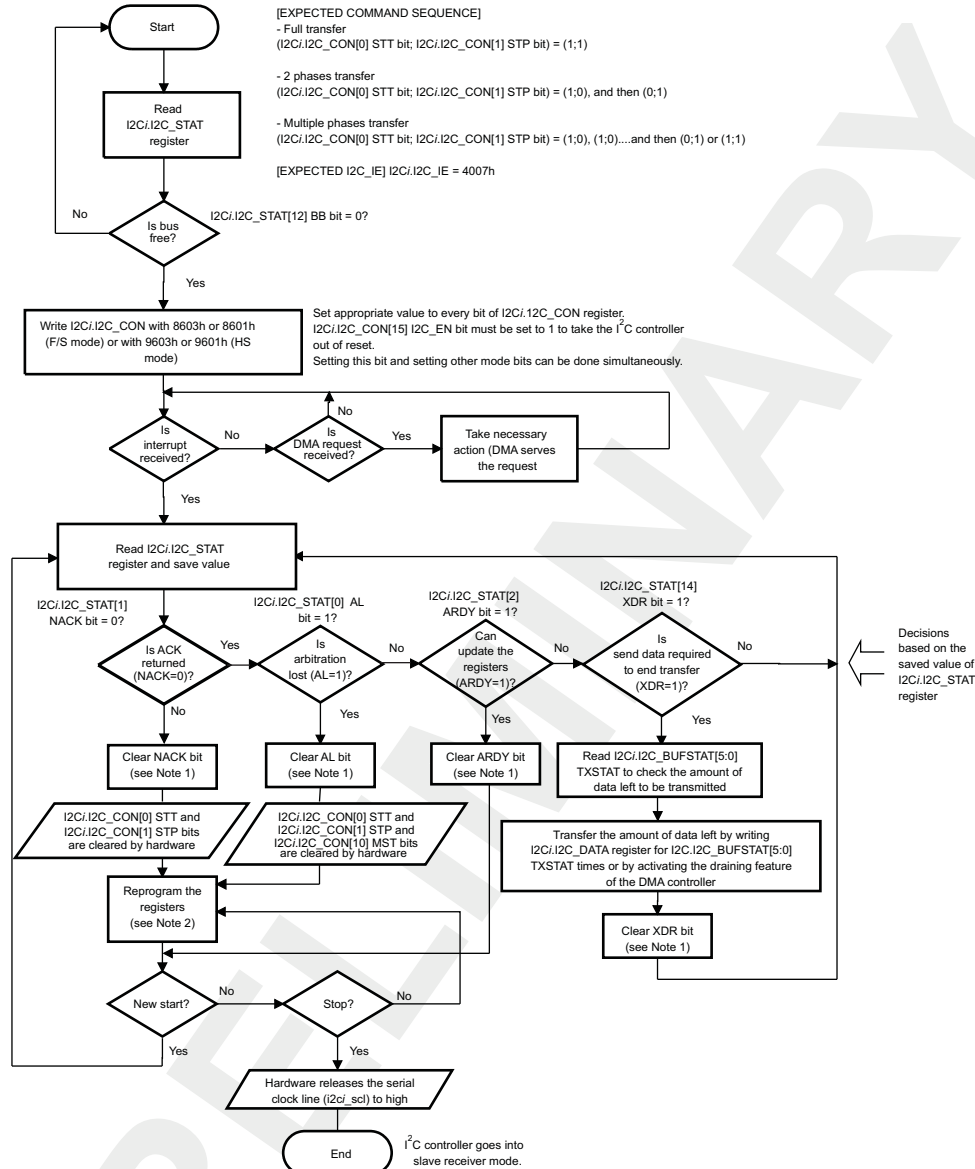 Start
[EXPECTED COMMAND SEQUENCE]
- Full transfer
(I2Ci.I2C_CON[0] STT bit; I2Ci.I2C_CON[1] STP bit) = (1;1)
- 2 phases transfer
(I2Ci.I2C_CON[0] STT bit; I2Ci.I2C_CON[1] STP bit) = (1;0), and then (0;1)
- Multiple phases transfer
(I2Ci.I2C_CON[0] STT bit; I2Ci.I2C_CON[1] STP bit) = (1;0), (1;0)....and then (0;1) or (1;1)
[EXPECTED I2C_IE] I2Ci.I2C_IE = 4007h
Read
I2Ci.I2C_STAT
register
No
I2Ci.I2C_STAT[12] BB bit = 0?
Is bus
free?
Yes
Write I2Ci.I2C_CON with 8603h or 8601h
(F/S mode) or with 9603h or 9601h (HS
mode)
Set appropriate value to every bit of I2Ci.12C_CON register.
I2Ci.I2C_CON[15] I2C_EN bit must be set to 1 to take the I2C controller
out of reset.
Setting this bit and setting other mode bits can be done simultaneously.
Is
interrupt
received?
No
No
Is
DMA request
received?
Yes
Take necessary
action (DMA serves
the request
Yes
Read I2Ci.I2C_STAT
register and save value
I2Ci.I2C_STAT[1]
NACK bit = 0?
I2Ci.I2C_STAT[0] AL
bit = 1?
I2Ci.I2C_STAT[2]
ARDY bit = 1?
I2Ci.I2C_STAT[14]
XDR bit = 1?
Is ACK
returned
(NACK=0)?
Yes
Is
arbitration
lost (AL=1)?
No
Can
update the
registers
(ARDY=1)?
No
Is
send data required
to end transfer
(XDR=1)?
No
Decisions
based on the
saved value of
I2Ci.I2C_STAT
register
No
Yes
Yes
Yes
Clear NACK bit
(see Note 1)
Clear AL bit
(see Note 1)
Clear ARDY bit
(see Note 1)
Read I2Ci.I2C_BUFSTAT[5:0]
TXSTAT to check the amount of
data left to be transmitted
I2Ci.I2C_CON[0] STT and
I2Ci.I2C_CON[1] STP bits
are cleared by hardware
I2Ci.I2C_CON[0] STT and
I2Ci.I2C_CON[1] STP and
I2Ci.I2C_CON[10] MST bits
are cleared by hardware
Transfer the amount of data left by writing
I2Ci.I2C_DATA register for I2C.I2C_BUFSTAT[5:0]
TXSTAT times or by activating the draining feature
of the DMA controller
Reprogram the
registers
(see Note 2)
Clear XDR bit
(see Note 1)
New start?
No
Stop?
No
Yes
Yes
Hardware releases the serial
clock line (i2ci_scl) to high
End
I2C controller goes into
slave receiver mode.
PRELIMINARY